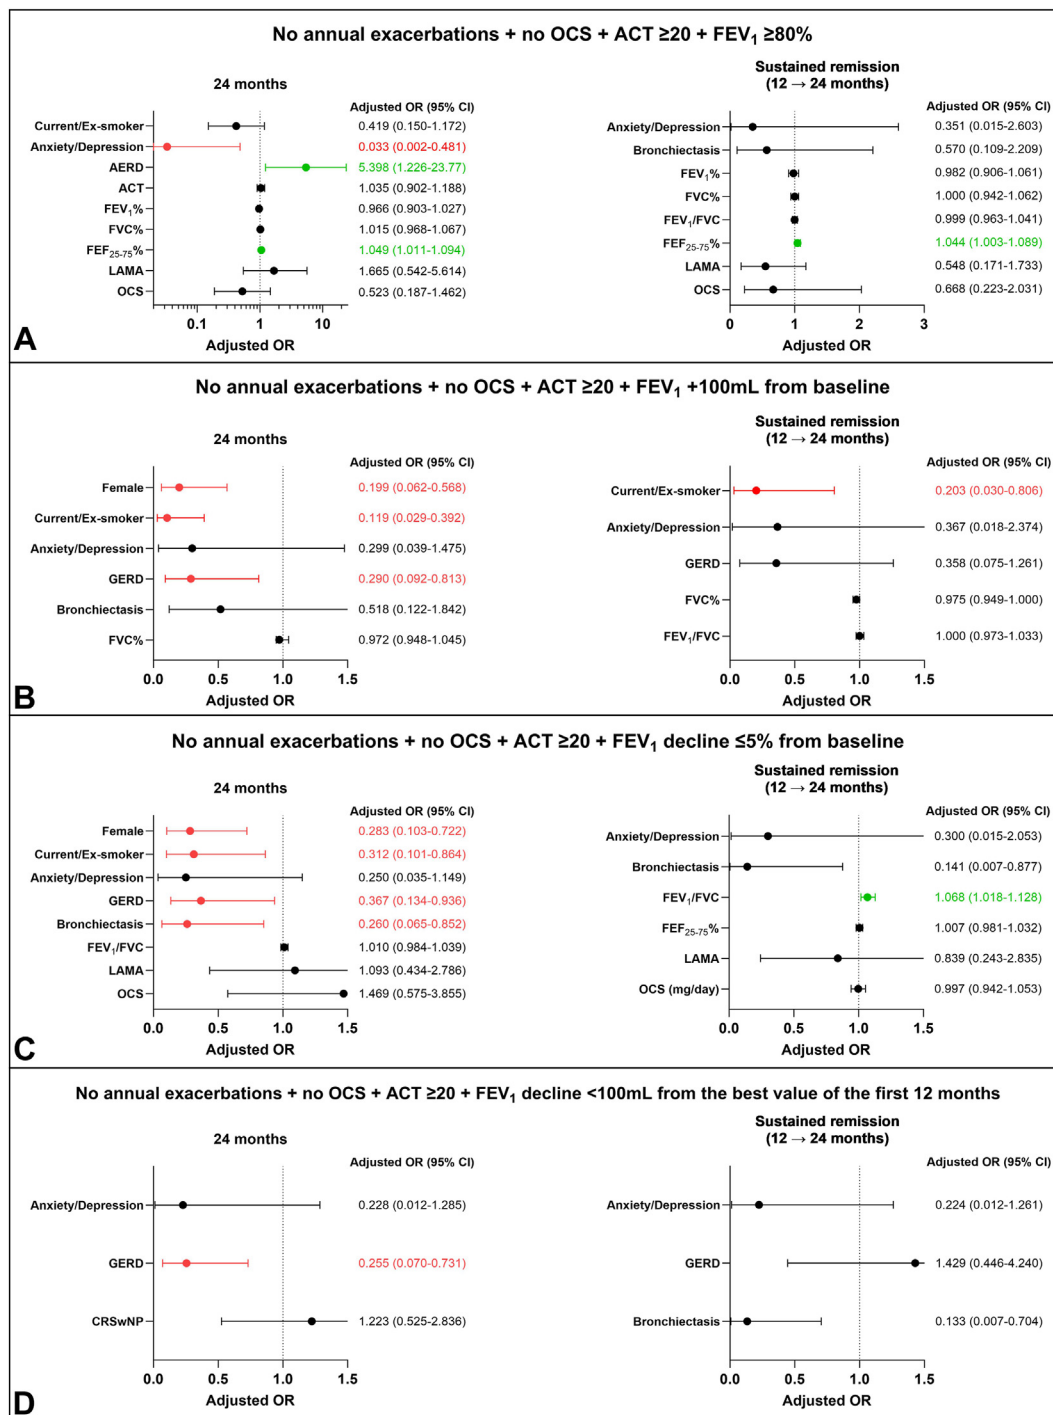 No annual exacerbations + no OCS + ACT ≥20 + FEV₁ ≥80%
24 months
Adjusted OR (95% CI)
Current/Ex-smoker 0.419 (0.150-1.172)
Anxiety/Depression 0.033 (0.002-0.481)
AERD 5.398 (1.226-23.77)
ACT 1.035 (0.902-1.188)
FEV₁% 0.966 (0.903-1.027)
FVC% 1.015 (0.968-1.067)
FEF₂₅₋₇₅% 1.049 (1.011-1.094)
LAMA 1.665 (0.542-5.614)
OCS 0.523 (0.187-1.462)
0.1 1 10
Adjusted OR
Sustained remission
(12 → 24 months)
Adjusted OR (95% CI)
Anxiety/Depression 0.351 (0.015-2.603)
Bronchiectasis 0.570 (0.109-2.209)
FEV₁% 0.982 (0.906-1.061)
FVC% 1.000 (0.942-1.062)
FEV₁/FVC 0.999 (0.963-1.041)
FEF₂₅₋₇₅% 1.044 (1.003-1.089)
LAMA 0.548 (0.171-1.733)
OCS 0.668 (0.223-2.031)
0 1 2 3
Adjusted OR
A
No annual exacerbations + no OCS + ACT ≥20 + FEV₁ +100mL from baseline
24 months
Adjusted OR (95% CI)
Female 0.199 (0.062-0.568)
Current/Ex-smoker 0.119 (0.029-0.392)
Anxiety/Depression 0.299 (0.039-1.475)
GERD 0.290 (0.092-0.813)
Bronchiectasis 0.518 (0.122-1.842)
FVC% 0.972 (0.948-1.045)
0.0 0.5 1.0 1.5
Adjusted OR
Sustained remission
(12 → 24 months)
Adjusted OR (95% CI)
Current/Ex-smoker 0.203 (0.030-0.806)
Anxiety/Depression 0.367 (0.018-2.374)
GERD 0.358 (0.075-1.261)
FVC% 0.975 (0.949-1.000)
FEV₁/FVC 1.000 (0.973-1.033)
0.0 0.5 1.0 1.5
Adjusted OR
B
No annual exacerbations + no OCS + ACT ≥20 + FEV₁ decline ≤5% from baseline
24 months
Adjusted OR (95% CI)
Female 0.283 (0.103-0.722)
Current/Ex-smoker 0.312 (0.101-0.864)
Anxiety/Depression 0.250 (0.035-1.149)
GERD 0.367 (0.134-0.936)
Bronchiectasis 0.260 (0.065-0.852)
FEV₁/FVC 1.010 (0.984-1.039)
LAMA 1.093 (0.434-2.786)
OCS 1.469 (0.575-3.855)
0.0 0.5 1.0 1.5
Adjusted OR
Sustained remission
(12 → 24 months)
Adjusted OR (95% CI)
Anxiety/Depression 0.300 (0.015-2.053)
Bronchiectasis 0.141 (0.007-0.877)
FEV₁/FVC 1.068 (1.018-1.128)
FEF₂₅₋₇₅% 1.007 (0.981-1.032)
LAMA 0.839 (0.243-2.835)
OCS (mg/day) 0.997 (0.942-1.053)
0.0 0.5 1.0 1.5
Adjusted OR
C
No annual exacerbations + no OCS + ACT ≥20 + FEV₁ decline <100mL from the best value of the first 12 months
24 months
Adjusted OR (95% CI)
Anxiety/Depression 0.228 (0.012-1.285)
GERD 0.255 (0.070-0.731)
CRSwNP 1.223 (0.525-2.836)
0.0 0.5 1.0 1.5
Adjusted OR
Sustained remission
(12 → 24 months)
Adjusted OR (95% CI)
Anxiety/Depression 0.224 (0.012-1.261)
GERD 1.429 (0.446-4.240)
Bronchiectasis 0.133 (0.007-0.704)
0.0 0.5 1.0 1.5
Adjusted OR
D